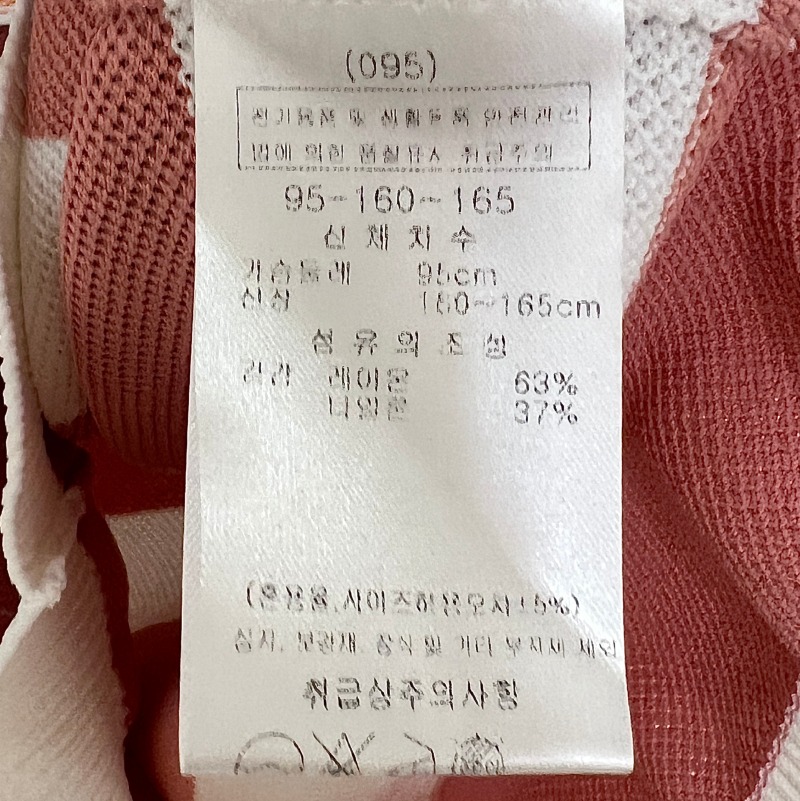 (095)
전기용품 및 생활용품 안전관리
법에 의한 품질표시 취급주의
95-160~165
신 체 치 수
가슴둘레 95cm
신장 160~165cm
섬 유 의 조 성
겉감 레이온 63%
나일론 37%
(혼용율,사이즈허용오차±5%)
심지, 보강재, 장식 및 기타 부자재 제외
취급상주의사항